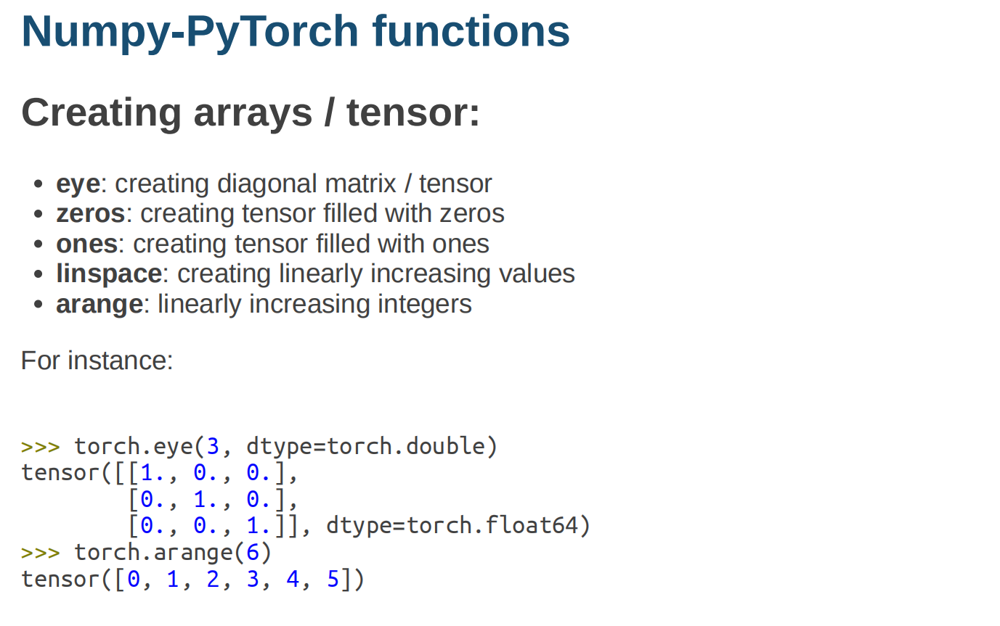 Numpy-PyTorch functions
Creating arrays / tensor:
• eye: creating diagonal matrix / tensor
• zeros: creating tensor filled with zeros
• ones: creating tensor filled with ones
• linspace: creating linearly increasing values
• arange: linearly increasing integers
For instance:
>>> torch.eye(3, dtype=torch.double)
tensor([[1., 0., 0.],
        [0., 1., 0.],
        [0., 0., 1.]], dtype=torch.float64)
>>> torch.arange(6)
tensor([0, 1, 2, 3, 4, 5])